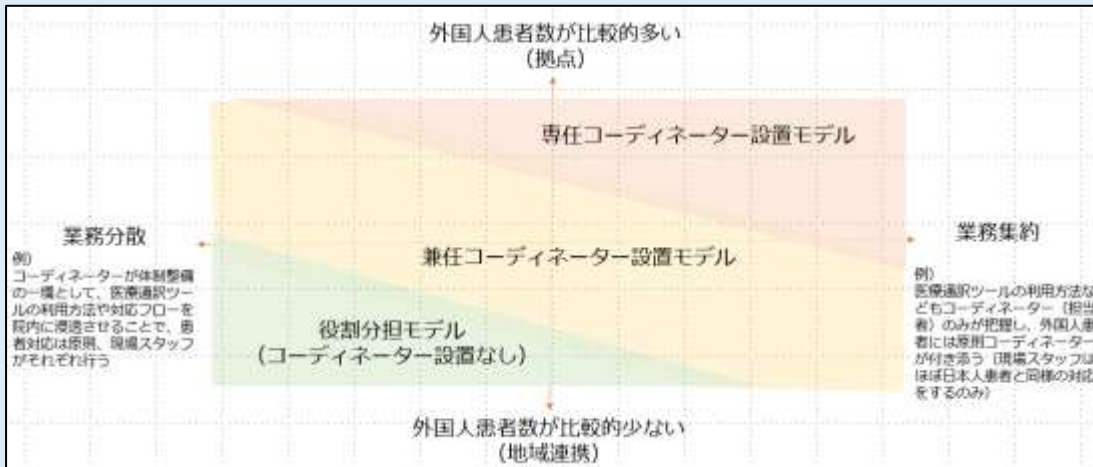 外国人患者数が比較的多い
(拠点)
専任コーディネーター設置モデル
業務分散
例)
コーディネーターが体制整備
の一環として、医療通訳ツー
ルの利用方法や対応フローを
院内に浸透させることで、患
者対応は原則、現場スタッフ
がそれぞれ行う
兼任コーディネーター設置モデル
業務集約
例)
医療通訳ツールの利用方法な
どもコーディネーター(担当
者)のみが把握し、外国人患
者には原則コーディネーター
が付き添う(現場スタッフは
ほぼ日本人患者と同様の対応
をするのみ)
役割分担モデル
(コーディネーター設置なし)
外国人患者数が比較的少ない
(地域連携)